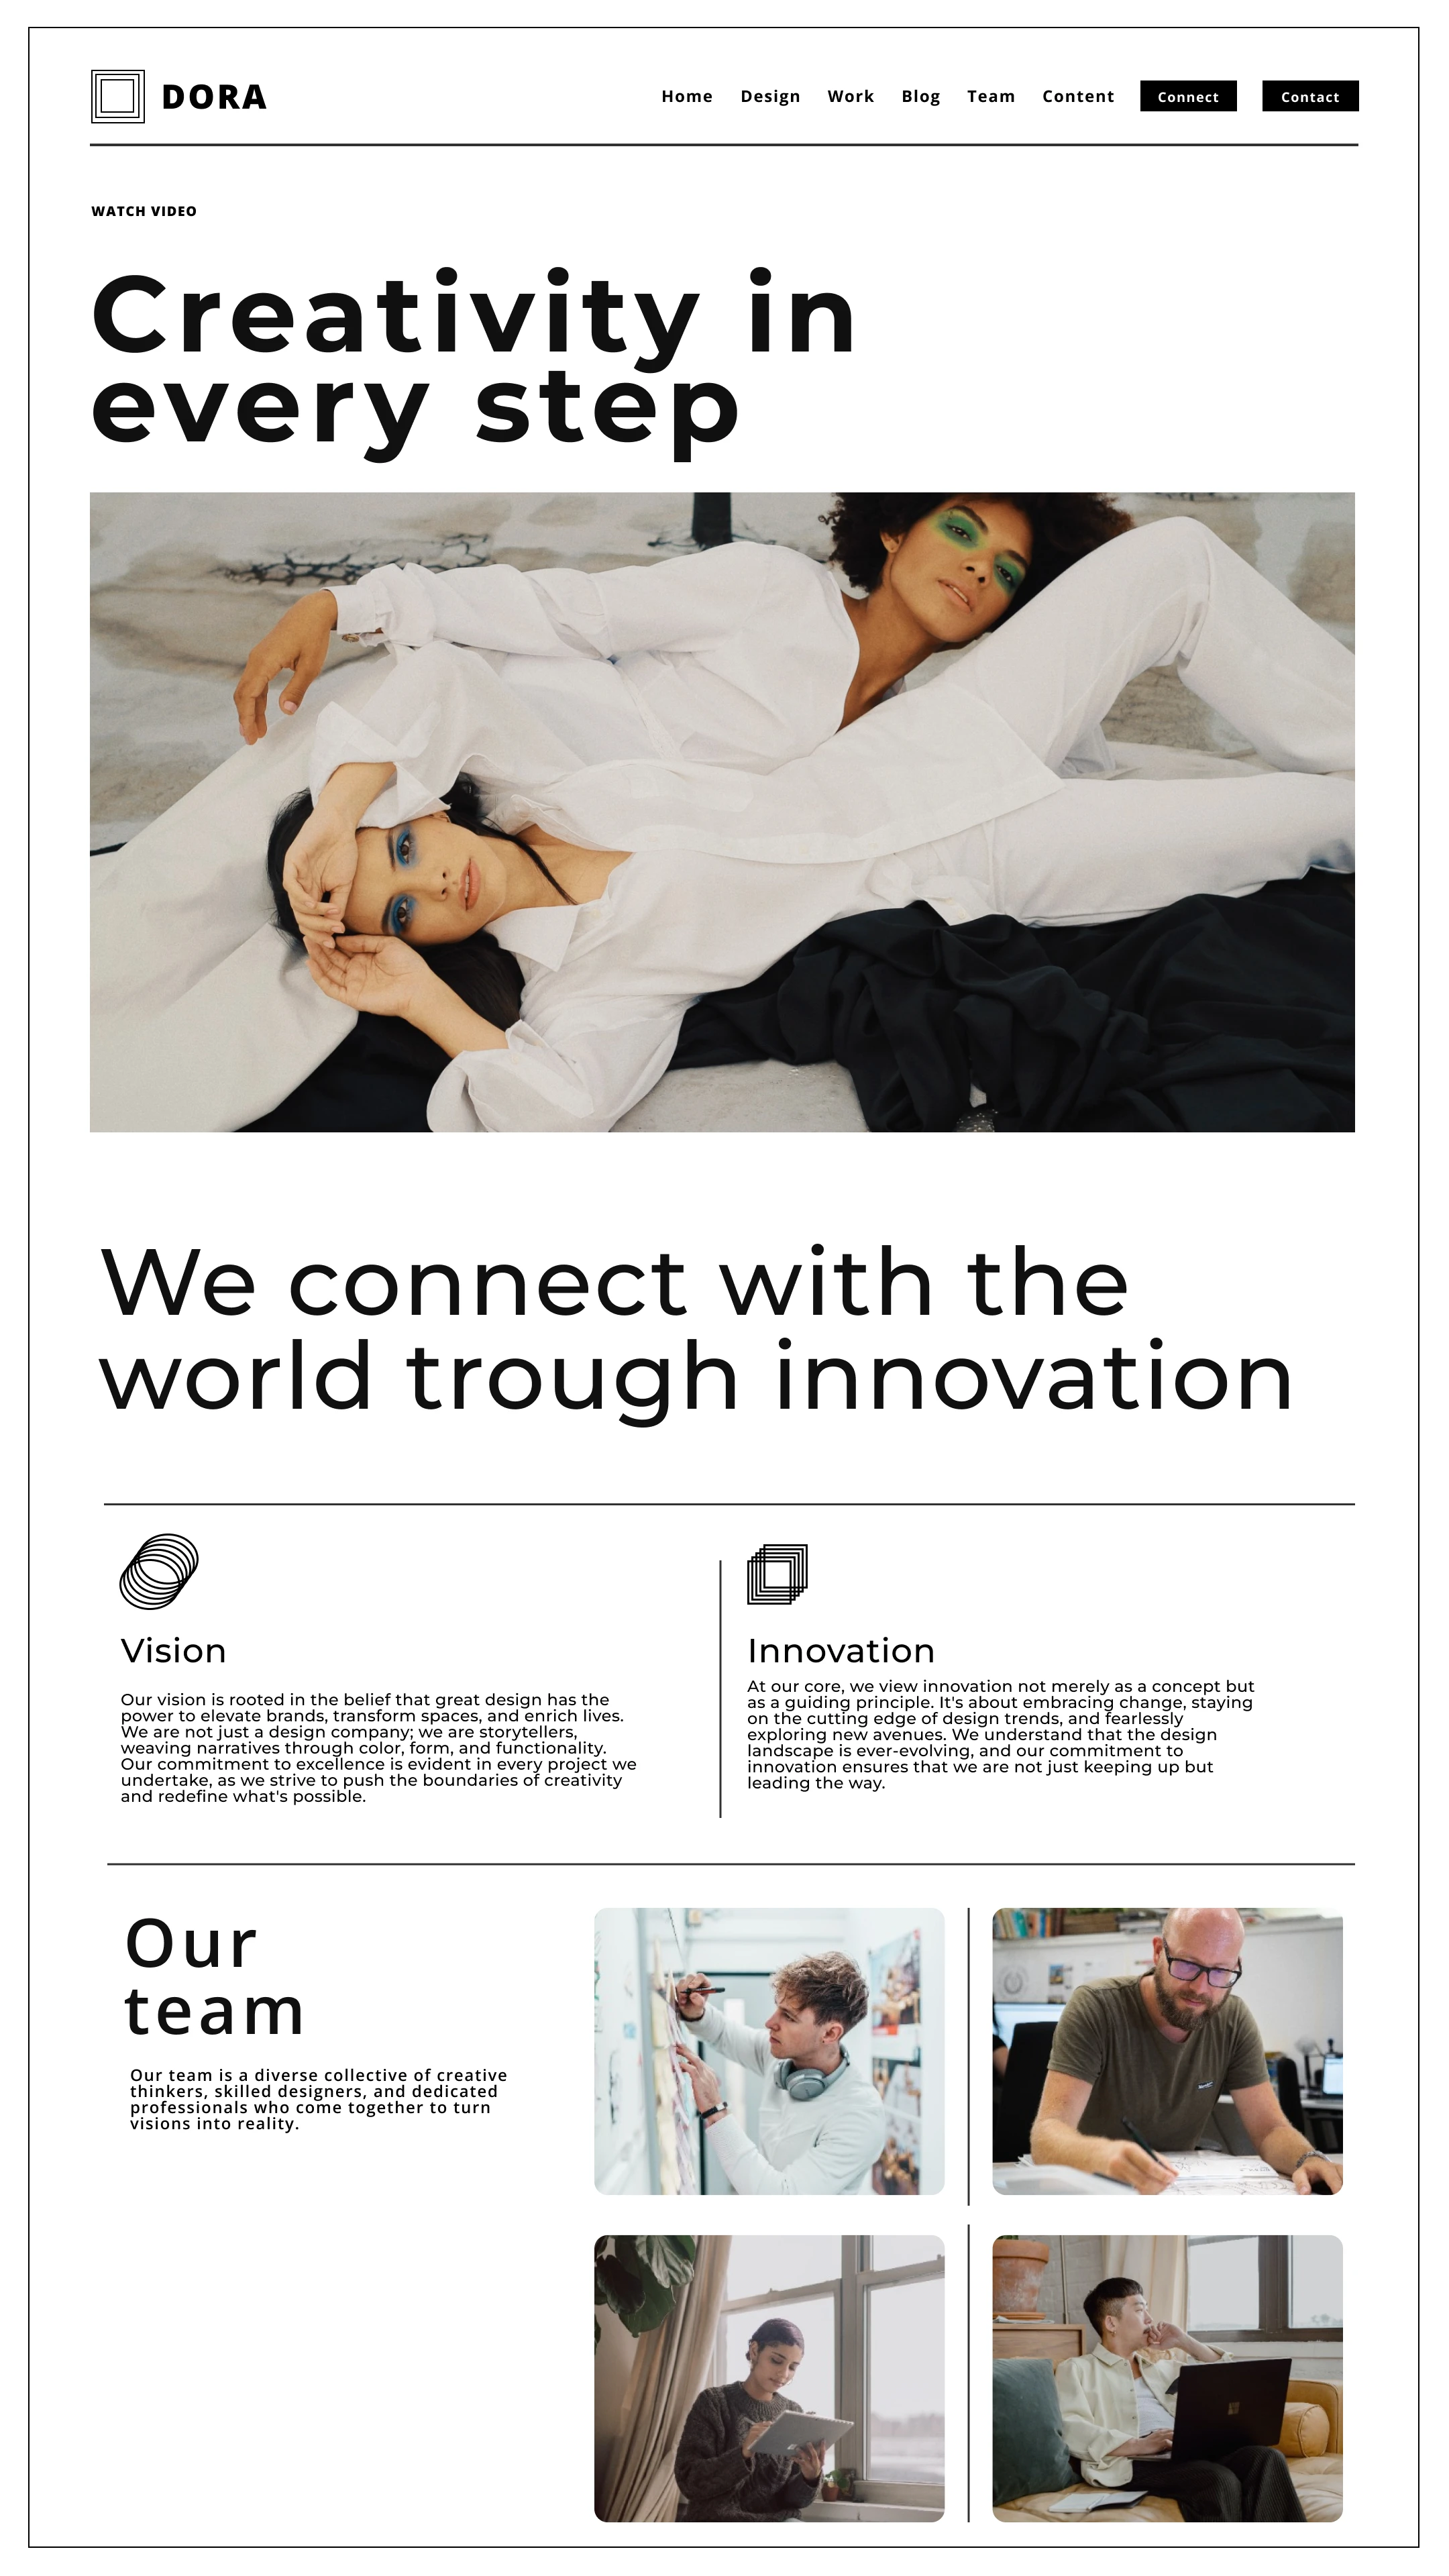 DORA
Home Design Work Blog Team Content Connect Contact
WATCH VIDEO
Creativity in
every step
We connect with the
world trough innovation
Vision
Our vision is rooted in the belief that great design has the
power to elevate brands, transform spaces, and enrich lives.
We are not just a design company; we are storytellers,
weaving narratives through color, form, and functionality.
Our commitment to excellence is evident in every project we
undertake, as we strive to push the boundaries of creativity
and redefine what's possible.
Innovation
At our core, we view innovation not merely as a concept but
as a guiding principle. It's about embracing change, staying
on the cutting edge of design trends, and fearlessly
exploring new avenues. We understand that the design
landscape is ever-evolving, and our commitment to
innovation ensures that we are not just keeping up but
leading the way.
Our
team
Our team is a diverse collective of creative
thinkers, skilled designers, and dedicated
professionals who come together to turn
visions into reality.